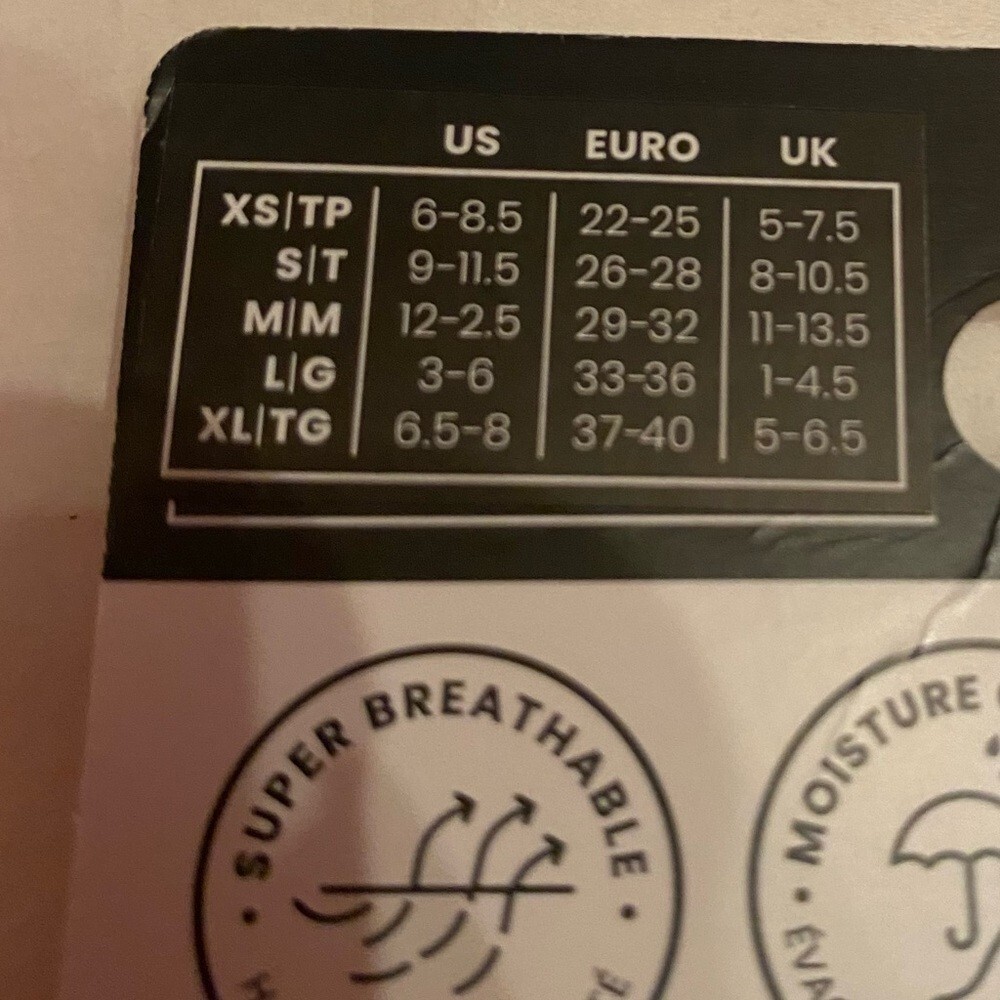 US EURO UK
XS|TP 6-8.5 22-25 5-7.5
S|T 9-11.5 26-28 8-10.5
M|M 12-2.5 29-32 11-13.5
L|G 3-6 33-36 1-4.5
XL|TG 6.5-8 37-40 5-6.5
• SUPER BREATHABLE •
MOISTURE